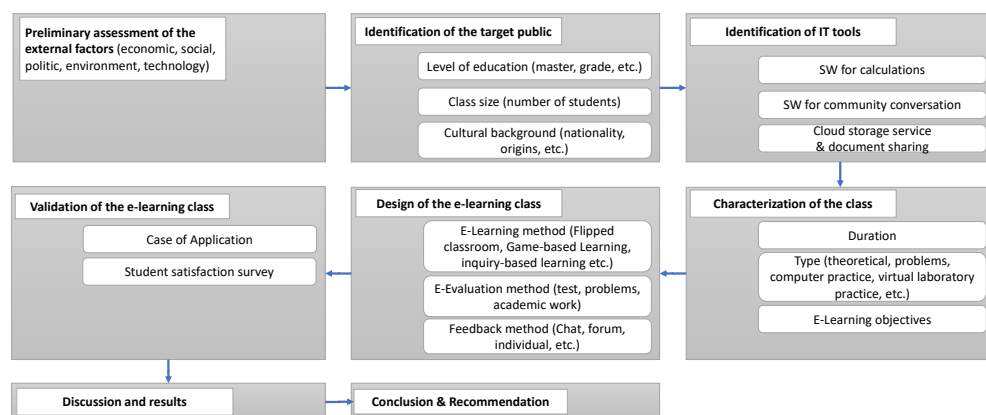 Preliminary assessment of the
external factors (economic, social,
politic, environment, technology)
Identification of the target public
Level of education (master, grade, etc.)
Class size (number of students)
Cultural background (nationality,
origins, etc.)
Identification of IT tools
SW for calculations
SW for community conversation
Cloud storage service
& document sharing
Characterization of the class
Duration
Type (theoretical, problems,
computer practice, virtual laboratory
practice, etc.)
E-Learning objectives
Design of the e-learning class
E-Learning method (Flipped
classroom, Game-based Learning,
inquiry-based learning etc.)
E-Evaluation method (test, problems,
academic work)
Feedback method (Chat, forum,
individual, etc.)
Validation of the e-learning class
Case of Application
Student satisfaction survey
Discussion and results
Conclusion & Recommendation